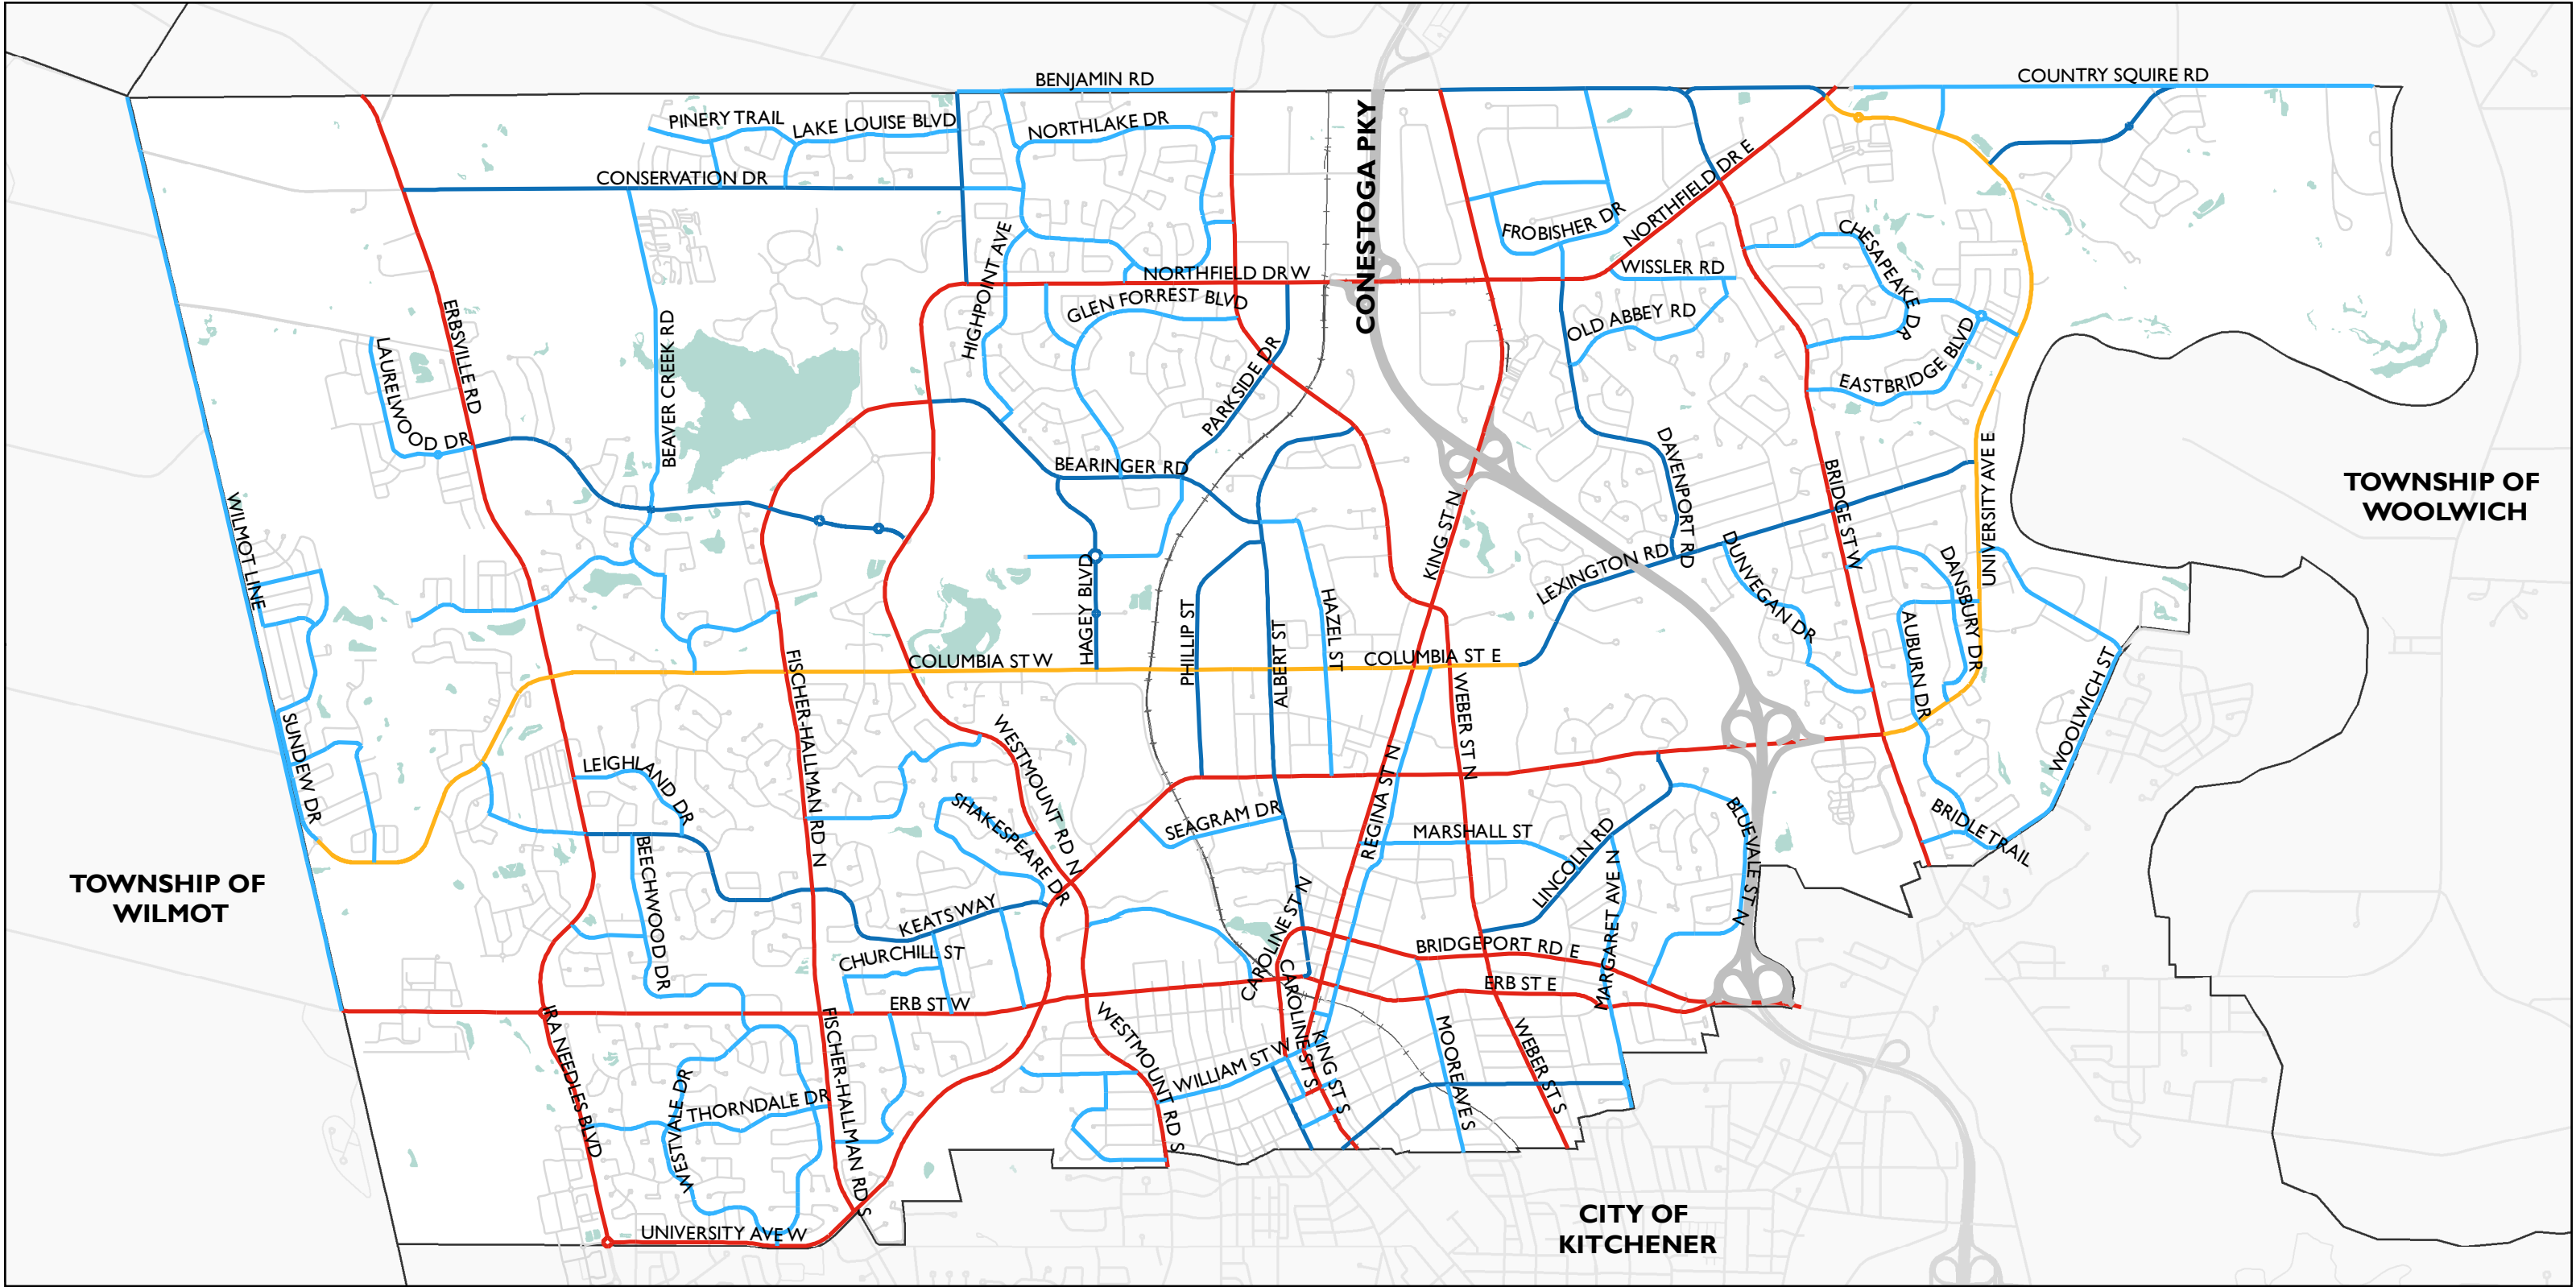 BENJAMIN RD
COUNTRY SQUIRE RD
PINERY TRAIL
LAKE LOUISE BLVD
NORTHLAKE DR
CONESTOGA PKY
CONSERVATION DR
NORTHFIELD DR E
FROBISHER DR
CHESAPEAKE DR
HIGHPOINT AVE
NORTHFIELD DR W
WISSLER RD
GLEN FORREST BLVD
OLD ABBEY RD
ERBSVILLE RD
BEAVER CREEK RD
LAURELWOOD DR
PARKSIDE DR
EASTBRIDGE BLVD
BEARINGER RD
DAVENPORT RD
BRIDGE ST W
UNIVERSITY AVE E
TOWNSHIP OF
WOOLWICH
WILMOT LINE
KING ST N
LEXINGTON RD
DUNVEGAN DR
DANSBURY DR
HAGEY BLVD
PHILLIP ST
ALBERT ST
HAZEL ST
AUBURN DR
COLUMBIA ST W
COLUMBIA ST E
FISCHER-HALLMAN RD N
WEBER ST N
WOOLWICH ST
SUNDEW DR
WESTMOUNT RD N
REGINA ST N
LEIGHLAND DR
SHAKESPEARE DR
SEAGRAM DR
MARSHALL ST
LINCOLN RD
BLUEVALE ST N
BRIDLE TRAIL
BEECHWOOD DR
TOWNSHIP OF
WILMOT
KEATS WAY
CHURCHILL ST
CAROLINE ST N
BRIDGEPORT RD E
MARGARET AVE N
ERB ST W
ERB ST E
IRA NEEDLES BLVD
FISCHER-HALLMAN RD S
WESTMOUNT RD S
CAROLINE ST S
KING ST S
WILLIAM ST W
MOORE AVE S
WEBER ST S
WESTVALE DR
THORNDALE DR
UNIVERSITY AVE W
CITY OF
KITCHENER